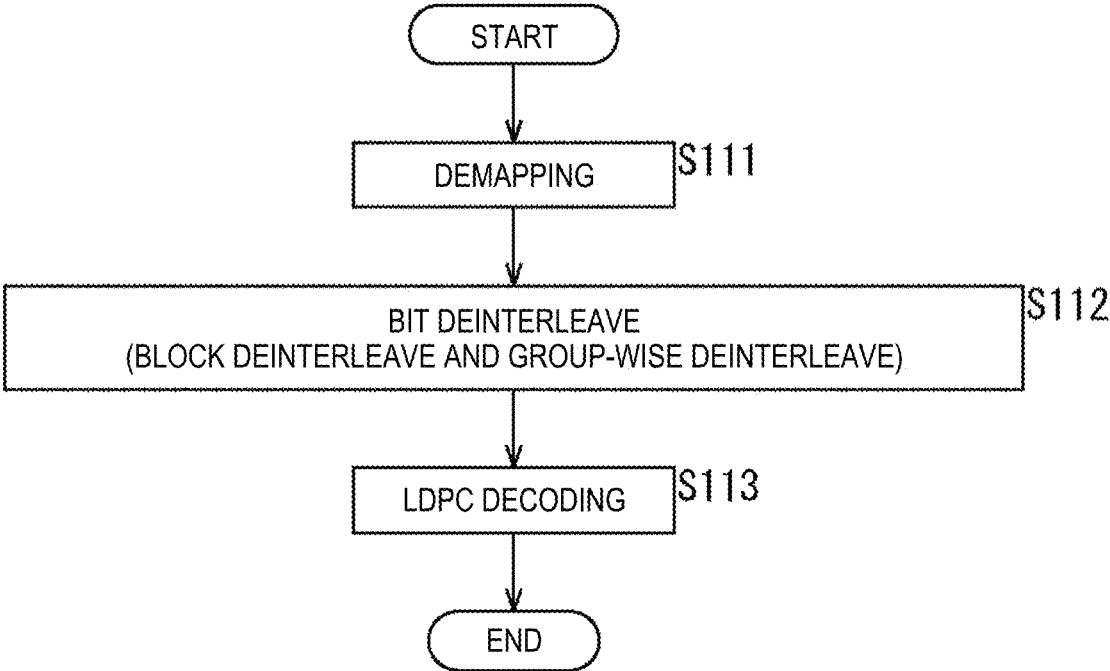 START
DEMAPPING
S111
BIT DEINTERLEAVE
(BLOCK DEINTERLEAVE AND GROUP-WISE DEINTERLEAVE)
S112
LDPC DECODING
S113
END